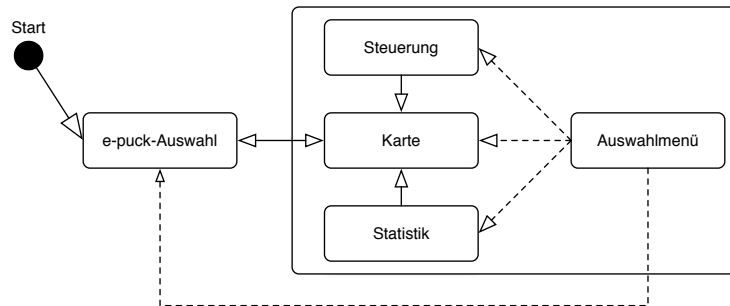 Start
Steuerung
e-puck-Auswahl
Karte
Auswahlmenü
Statistik